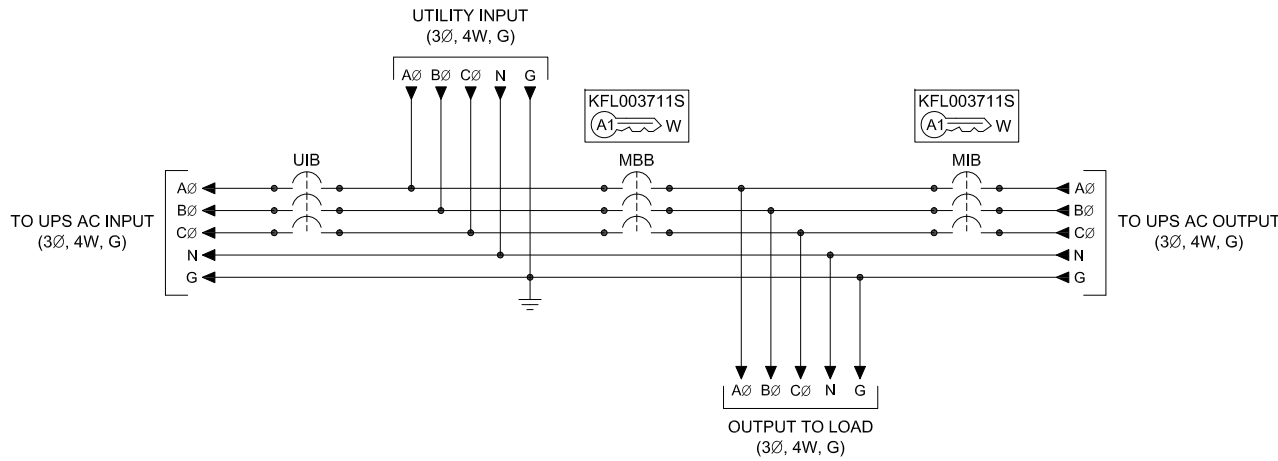 UTILITY INPUT
(3Ø, 4W, G)
AØ BØ CØ N G
KFL003711S
A1 W
KFL003711S
A1 W
UIB
MBB
MIB
TO UPS AC INPUT
(3Ø, 4W, G)
AØ
BØ
CØ
N
G
AØ
BØ
CØ
N
G
TO UPS AC OUTPUT
(3Ø, 4W, G)
AØ BØ CØ N G
OUTPUT TO LOAD
(3Ø, 4W, G)